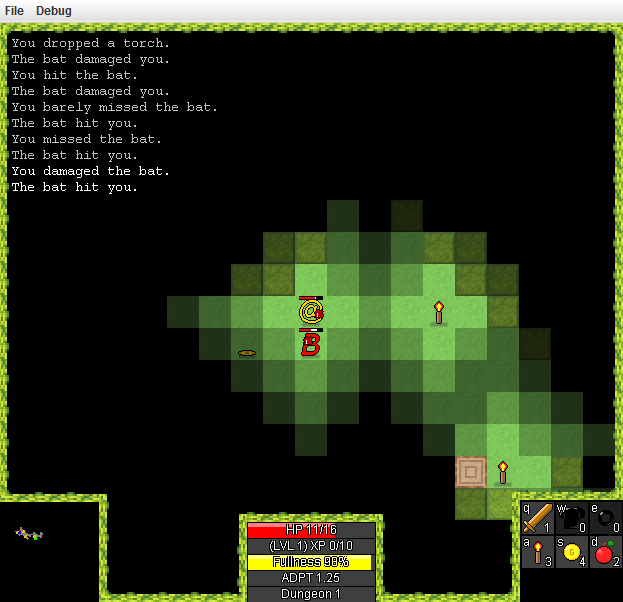 File Debug
You dropped a torch.
The bat damaged you.
You hit the bat.
The bat damaged you.
You barely missed the bat.
The bat hit you.
You missed the bat.
The bat hit you.
You damaged the bat.
The bat hit you.
@
B
HP 11/16
(LVL 1) XP 0/10
Fullness 98%
ADPT 1.25
Dungeon 1
q w e
1 0 0
a s d
G
3 4 2